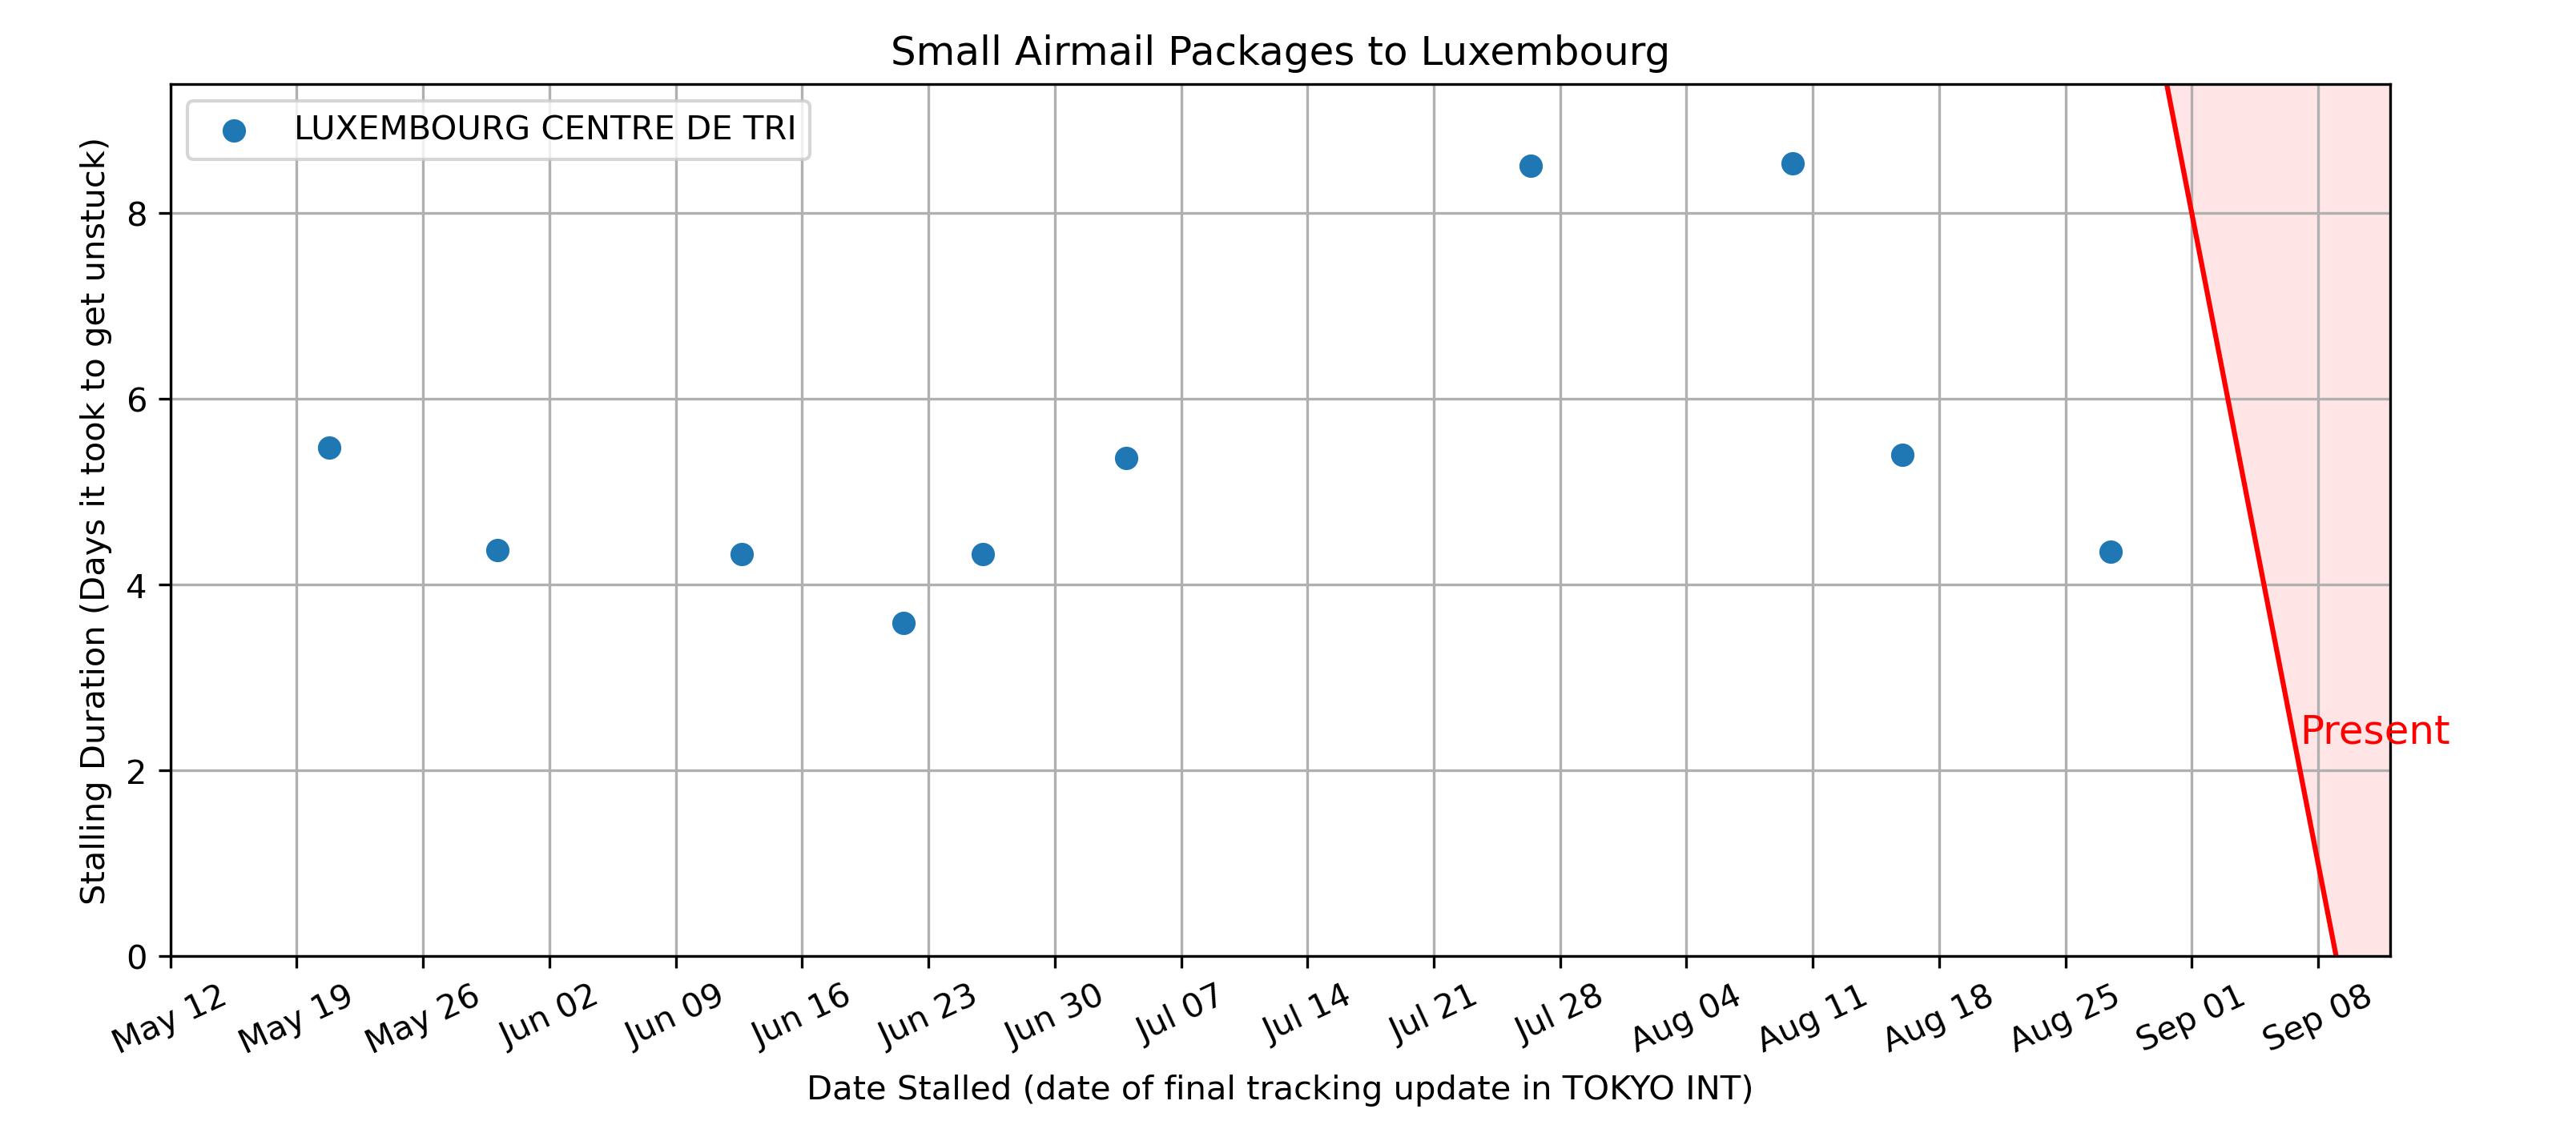 Small Airmail Packages to Luxembourg
LUXEMBOURG CENTRE DE TRI
Stalling Duration (Days it took to get unstuck)
8
6
4
2
0
Present
May 12
May 19
May 26
Jun 02
Jun 09
Jun 16
Jun 23
Jun 30
Jul 07
Jul 14
Jul 21
Jul 28
Aug 04
Aug 11
Aug 18
Aug 25
Sep 01
Sep 08
Date Stalled (date of final tracking update in TOKYO INT)